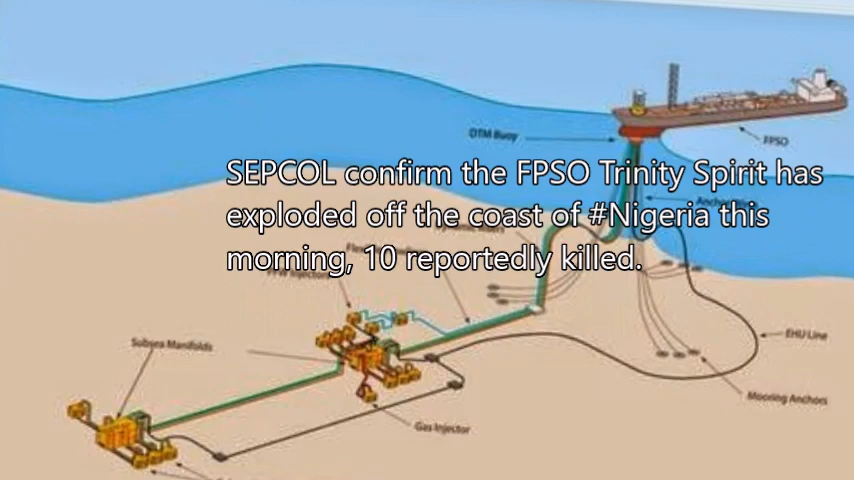 DTM Buoy
FPSO
SEPCOL confirm the FPSO Trinity Spirit has
exploded off the coast of #Nigeria this
morning, 10 reportedly killed.
Subsea Manifolds
EHU Line
Mooring Anchors
Gas Injector